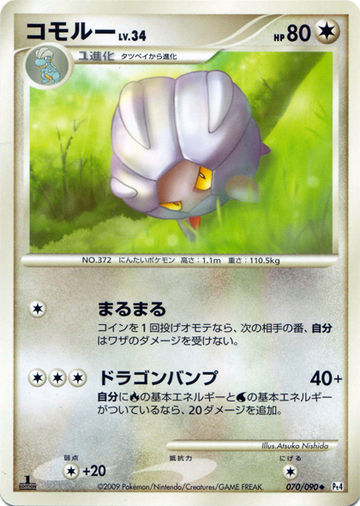 コモルー LV.34 HP 80
1進化 タツベイから進化
NO.372 にんたいポケモン 高さ:1.1m 重さ:110.5kg
まるまる
コインを1回投げオモテなら、次の相手の番、自分
はワザのダメージを受けない。
ドラゴンバンプ 40+
自分に の基本エネルギーと の基本エネルギー
がついているなら、20ダメージを追加。
Illus.Atsuko Nishida
弱点 抵抗力 にげる
+20
1 EDITION ©2009 Pokémon/Nintendo/Creatures/GAME FREAK. 070/090 Pt4